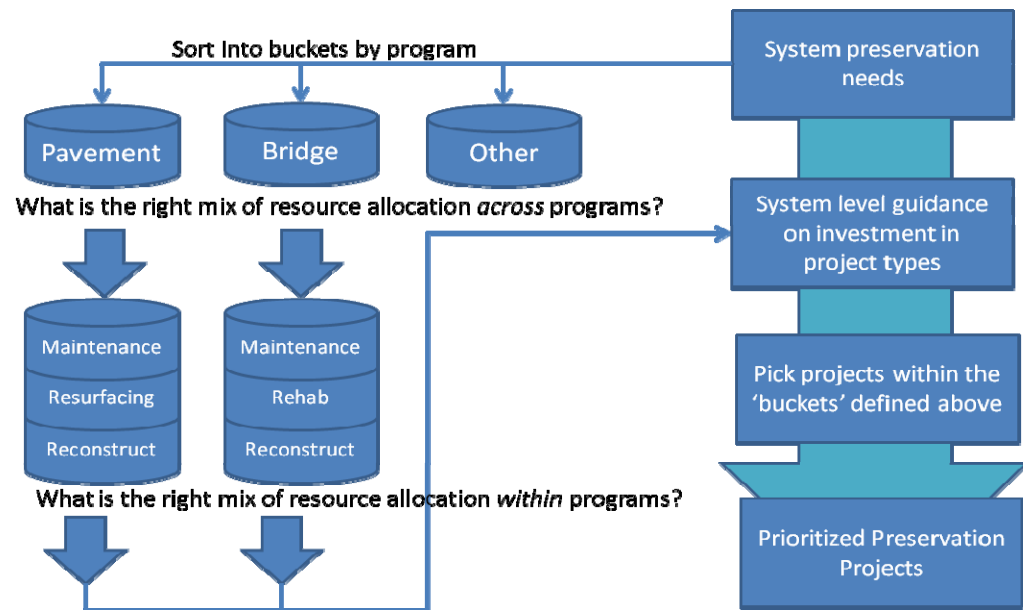 Sort Into buckets by program
System preservation
needs
Pavement
Bridge
Other
What is the right mix of resource allocation across programs?
System level guidance
on investment in
project types
Maintenance
Resurfacing
Reconstruct
Maintenance
Rehab
Reconstruct
Pick projects within the
‘buckets’ defined above
What is the right mix of resource allocation within programs?
Prioritized Preservation
Projects